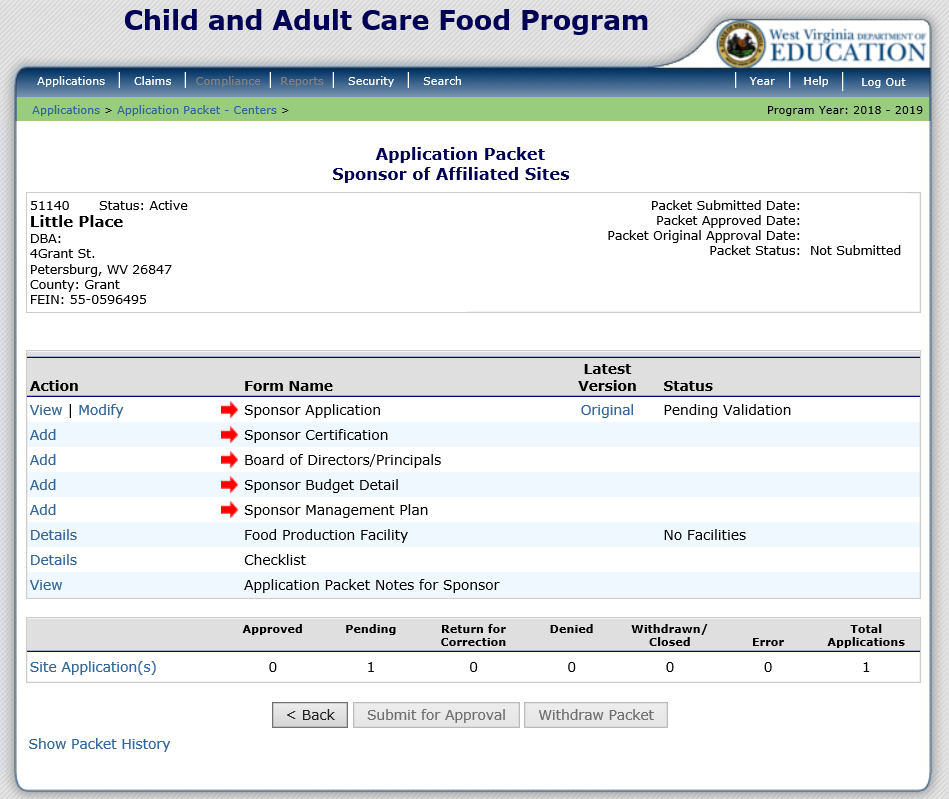 Child and Adult Care Food Program
West Virginia DEPARTMENT OF
EDUCATION
Applications | Claims | Compliance | Reports | Security | Search | Year | Help | Log Out
Applications > Application Packet - Centers >
Program Year: 2018 - 2019
Application Packet
Sponsor of Affiliated Sites
51140 Status: Active
Little Place
DBA:
4Grant St.
Petersburg, WV 26847
County: Grant
FEIN: 55-0596495
Packet Submitted Date:
Packet Approved Date:
Packet Original Approval Date:
Packet Status: Not Submitted
Action Form Name Latest Version Status
View | Modify Sponsor Application Original Pending Validation
Add Sponsor Certification
Add Board of Directors/Principals
Add Sponsor Budget Detail
Add Sponsor Management Plan
Details Food Production Facility No Facilities
Details Checklist
View Application Packet Notes for Sponsor
Approved Pending Return for Correction Denied Withdrawn/ Closed Error Total Applications
Site Application(s) 0 1 0 0 0 0 1
< Back Submit for Approval Withdraw Packet
Show Packet History